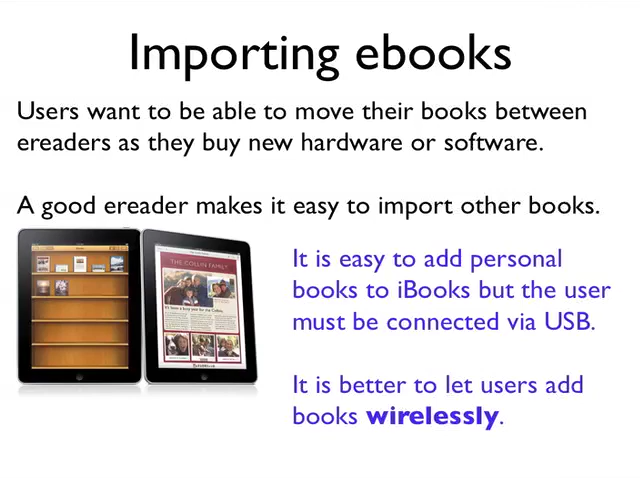 Importing ebooks
Users want to be able to move their books between
ereaders as they buy new hardware or software.
A good ereader makes it easy to import other books.
THE COLLIN FAMILY
It is easy to add personal
books to iBooks but the user
must be connected via USB.
It is better to let users add
books wirelessly.